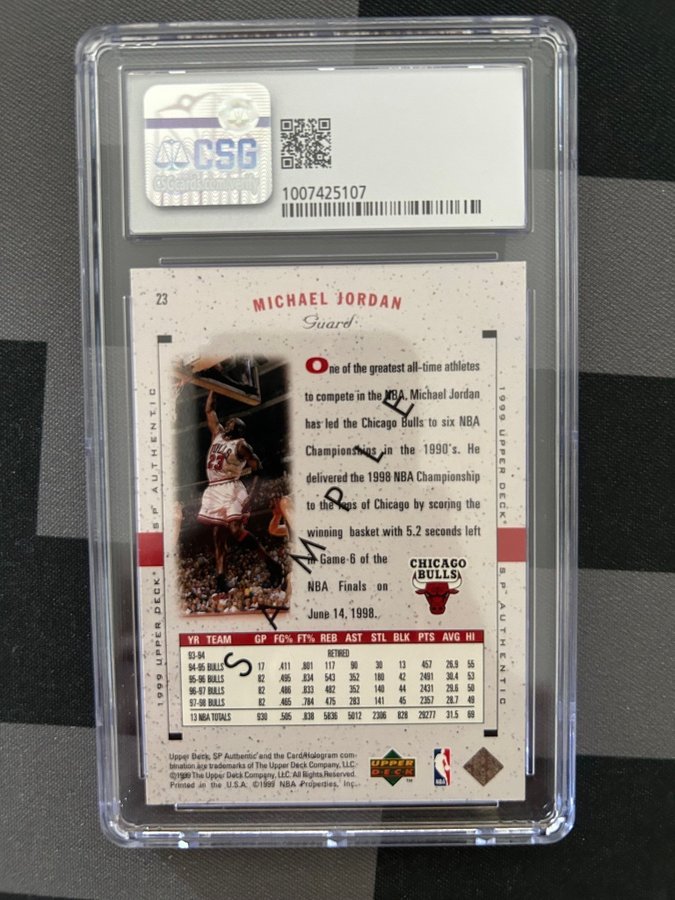 CSG
CSGcards.community
1007425107
23
MICHAEL JORDAN
Guard
One of the greatest all-time athletes
to compete in the NBA, Michael Jordan
has led the Chicago Bulls to six NBA
Championships in the 1990's. He
delivered the 1998 NBA Championship
to the fans of Chicago by scoring the
winning basket with 5.2 seconds left
in Game-6 of the
NBA Finals on
June 14, 1998.
SAMPLE
BULLS
23
CHICAGO
BULLS
1999 UPPER DECK SP AUTHENTIC
1999 UPPER DECK SP AUTHENTIC
YR TEAM GP FG% FT% REB AST STL BLK PTS AVG HI
93-94 RETIRED
94-95 BULLS 17 .411 .801 117 90 30 13 457 26.9 55
95-96 BULLS 82 .495 .834 543 352 180 42 2491 30.4 53
96-97 BULLS 82 .486 .833 482 352 140 44 2431 29.6 50
97-98 BULLS 82 .465 .784 475 283 141 45 2357 28.7 49
13 NBA TOTALS 930 .505 .838 5836 5012 2306 828 29277 31.5 69
Upper Deck, SP Authentic and the Card/Hologram com-
bination are trademarks of The Upper Deck Company, LLC.
©1999 The Upper Deck Company, LLC. All Rights Reserved.
Printed in the U.S.A. ©1999 NBA Properties, Inc.
UPPER
DECK
TM
NBA